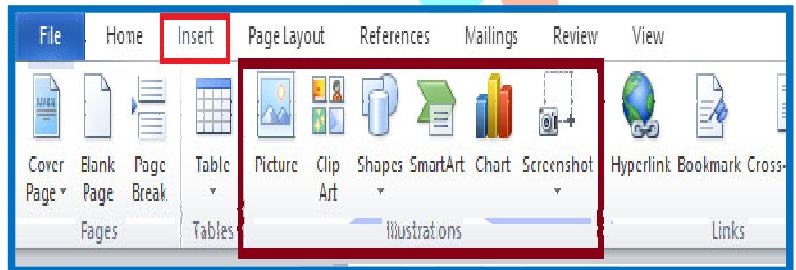 File Home Insert Page Layout References Mailings Review View
Cover Blank Page Table Picture Clip Shapes SmartArt Chart Screenshot Hyperlink Bookmark Cross-
Page Page Break Art
Pages Tables Illustrations Links